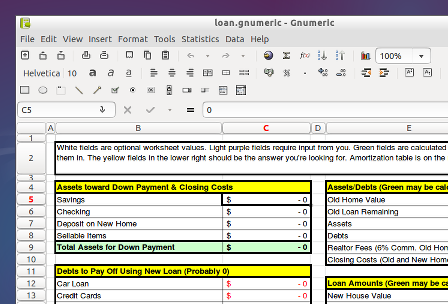 loan.gnumeric - Gnumeric
File Edit View Insert Format Tools Statistics Data Help
100%
Helvetica 10 a a a
C5 = 0
A B C D E
1
2 White fields are optional worksheet values. Light purple fields require input from you. Green fields are calculated
them in. The yellow fields in the lower right should be the answer you're looking for. Amortization table is on the
3
4 Assets toward Down Payment & Closing Costs Assets/Debts (Green may be calc
5 Savings $ - 0 Old Home Value
6 Checking $ - 0 Old Loan Remaining
7 Deposit on New Home $ - 0 Assets
8 Sellable Items $ - 0 Debts
9 Total Assets for Down Payment $ - 0 Realtor Fees (6% Comm. Old Hom
10 Closing Costs (Old and New Home
11 Debts to Pay Off Using New Loan (Probably 0)
12 Car Loan $ - 0 Loan Amounts (Green may be ca
13 Credit Cards $ - 0 New House Value